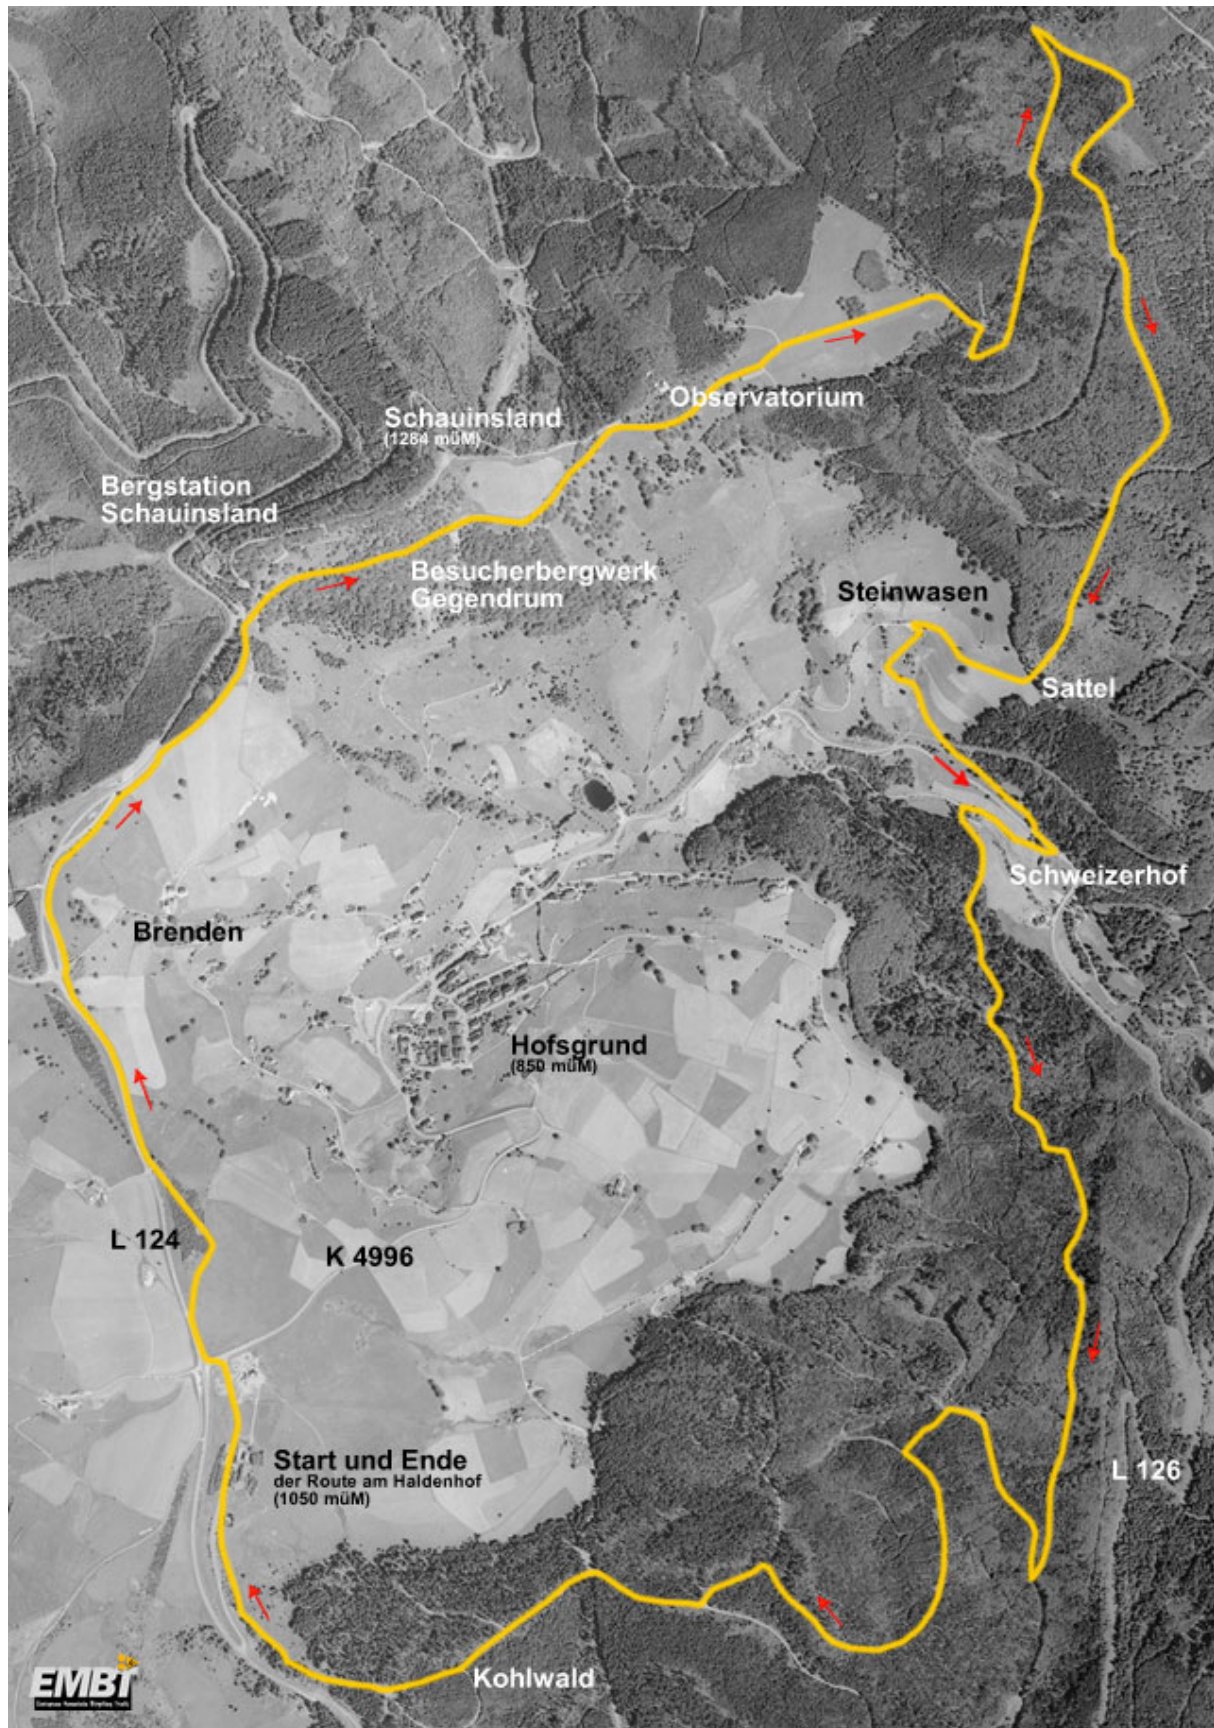 Observatorium
Schauinsland
(1284 müM)
Bergstation
Schauinsland
Besucherbergwerk
Gegendrum
Steinwasen
Sattel
Schweizerhof
Brenden
Hofsgrund
(850 müM)
L 124
K 4996
Start und Ende
der Route am Haldenhof
(1050 müM)
L 126
Kohlwald
EMBT